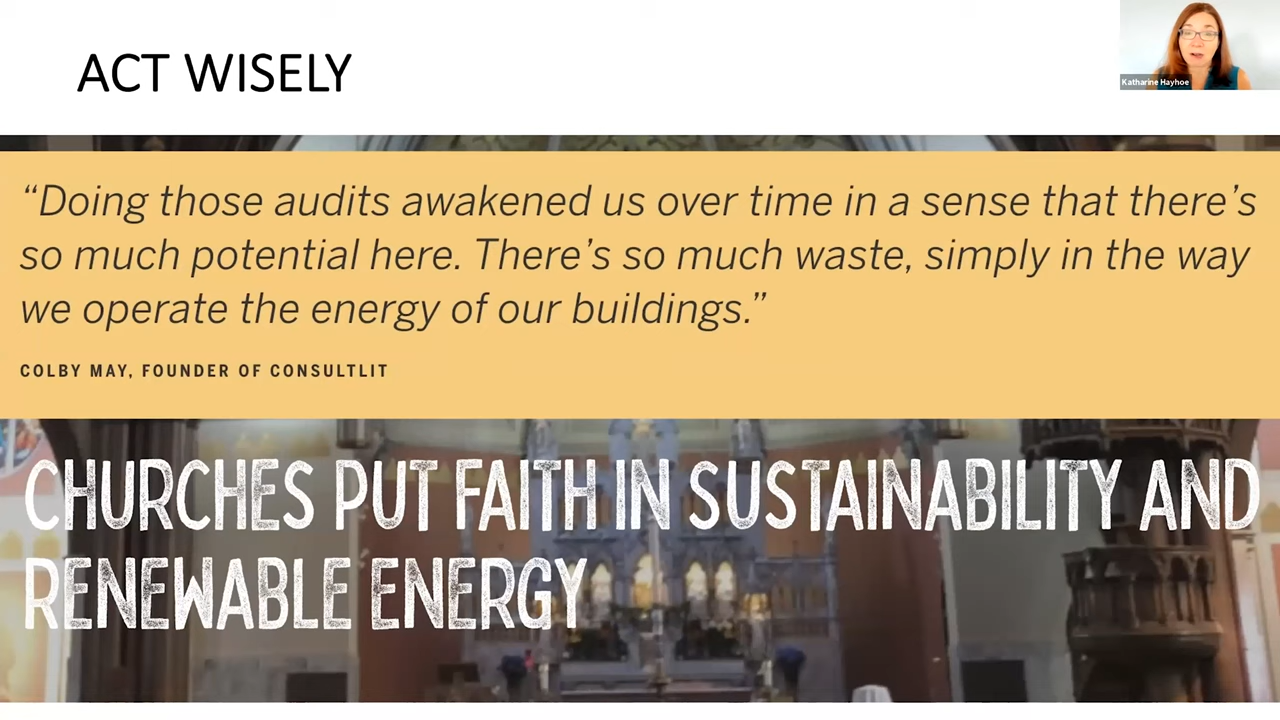 ACT WISELY
Katharine Hayhoe
“Doing those audits awakened us over time in a sense that there’s
so much potential here. There’s so much waste, simply in the way
we operate the energy of our buildings.”
COLBY MAY, FOUNDER OF CONSULTLIT
CHURCHES PUT FAITH IN SUSTAINABILITY AND
RENEWABLE ENERGY